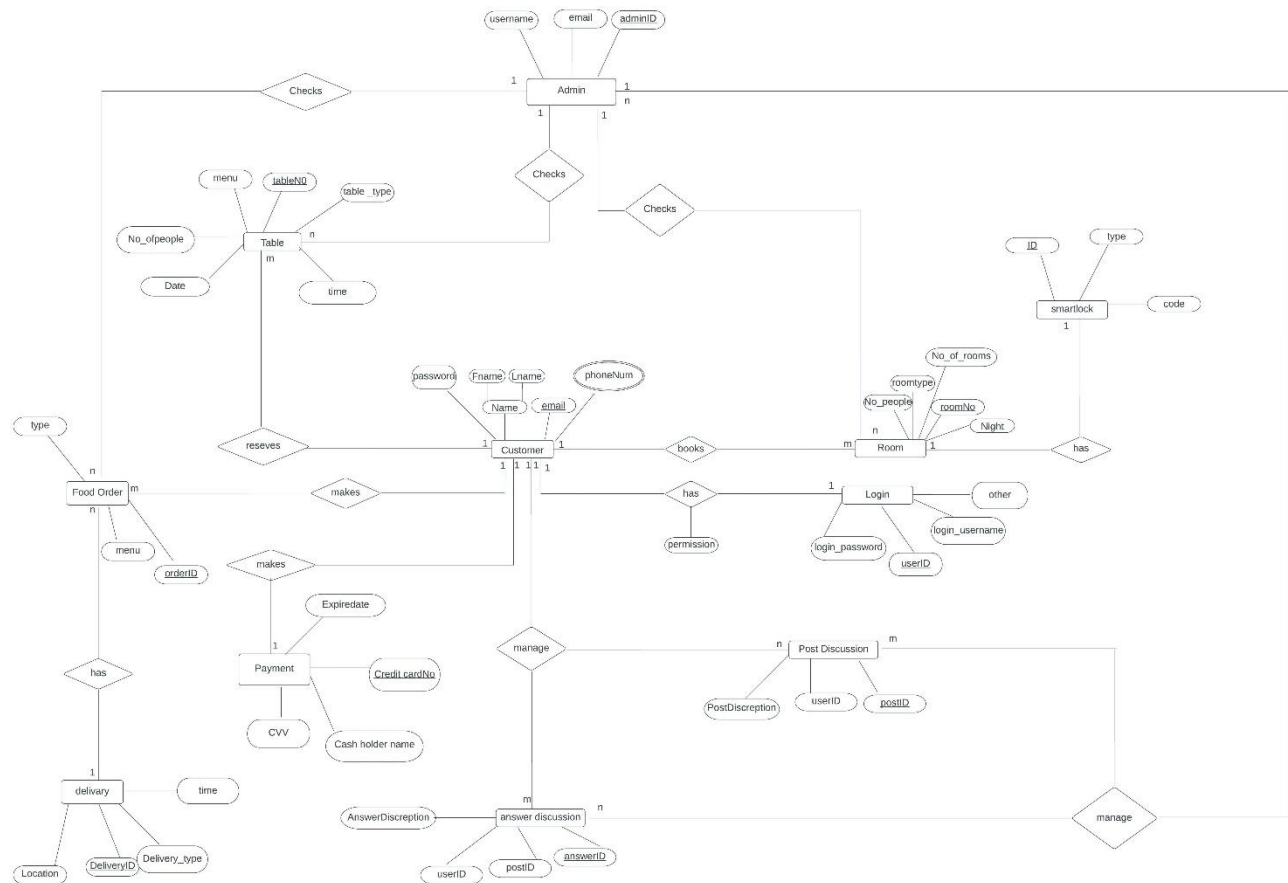 username
email
adminID
Checks
1
Admin
1
n
1
1
Checks
Checks
menu
tableN0
table _type
No_ofpeople
Table
n
m
Date
time
ID
type
smartlock
code
1
password
Fname
Lname
phoneNum
Name
email
No_of_rooms
roomtype
No_people
roomNo
Night
n
m
Room
1
has
type
reseves
1
Customer
1
books
1
1
1
1
1
n
Food Order
m
n
makes
has
permission
1
Login
other
login_username
login_password
userID
menu
orderID
makes
Expiredate
1
Payment
Credit cardNo
CVV
Cash holder name
manage
n
Post Discussion
m
PostDiscreption
userID
postID
has
1
delivary
time
Location
DeliveryID
Delivery_type
m
AnswerDiscreption
answer discussion
n
userID
postID
answerID
manage